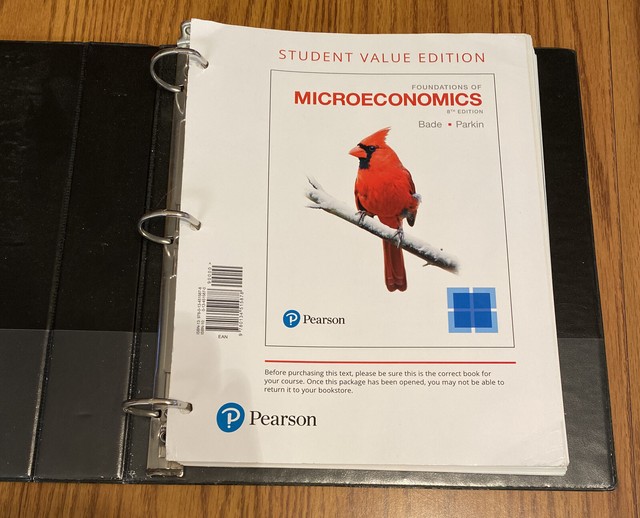 STUDENT VALUE EDITION
FOUNDATIONS OF
MICROECONOMICS
8TH EDITION
Bade • Parkin
Pearson
EAN
Before purchasing this text, please be sure this is the correct book for
your course. Once this package has been opened, you may not be able to
return it to your bookstore.
Pearson